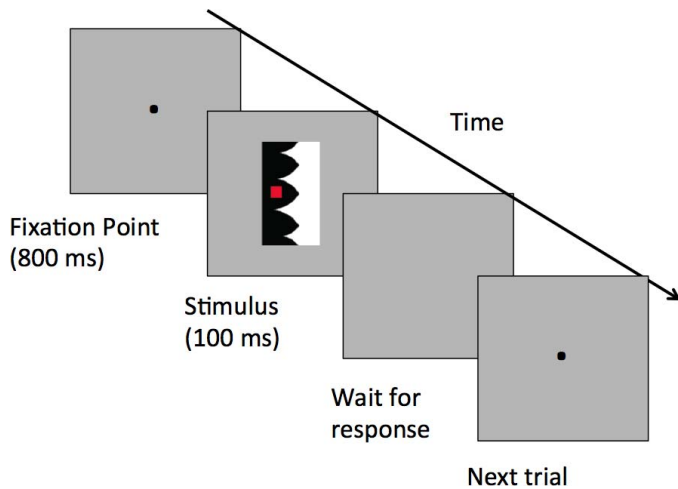 Time
Fixation Point
(800 ms)
Stimulus
(100 ms)
Wait for
response
Next trial